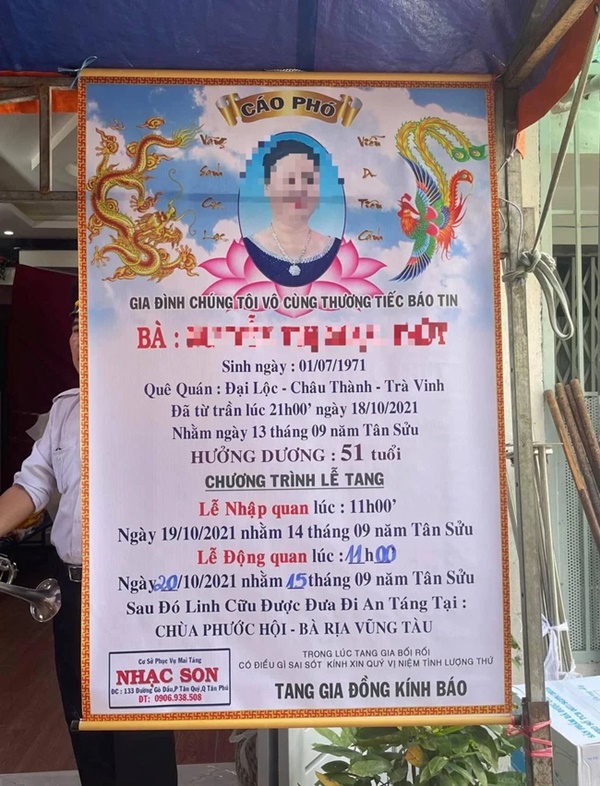 CÁO PHÓ
Vãng Sanh Cực Lạc
GIA ĐÌNH CHÚNG TÔI VÔ CÙNG THƯƠNG TIẾC BÁO TIN
BÀ :
Sinh ngày : 01/07/1971
Quê Quán : Đại Lộc - Châu Thành - Trà Vinh
Đã từ trần lúc 21h00' ngày 18/10/2021
Nhằm ngày 13 tháng 09 năm Tân Sửu
HƯỞNG DƯƠNG : 51 tuổi
CHƯƠNG TRÌNH LỄ TANG
Lễ Nhập quan lúc : 11h00'
Ngày 19/10/2021 nhằm 14 tháng 09 năm Tân Sửu
Lễ Động quan lúc : 11h00
Ngày 20/10/2021 nhằm 15 tháng 09 năm Tân Sửu
Sau Đó Linh Cữu Được Đưa Đi An Táng Tại :
CHÙA PHƯỚC HỘI - BÀ RỊA VŨNG TÀU
Cơ Sở Phục Vụ Mai Táng
NHẠC SƠN
ĐC : 133 Đường Gò Dầu,P Tân Quý,Q Tân Phú
ĐT: 0906.938.508
TRONG LÚC TANG GIA BỐI RỐI
CÓ ĐIỀU GÌ SAI SÓT KÍNH XIN QUÝ VỊ NIỆM TÌNH LƯỢNG THỨ
TANG GIA ĐỒNG KÍNH BÁO